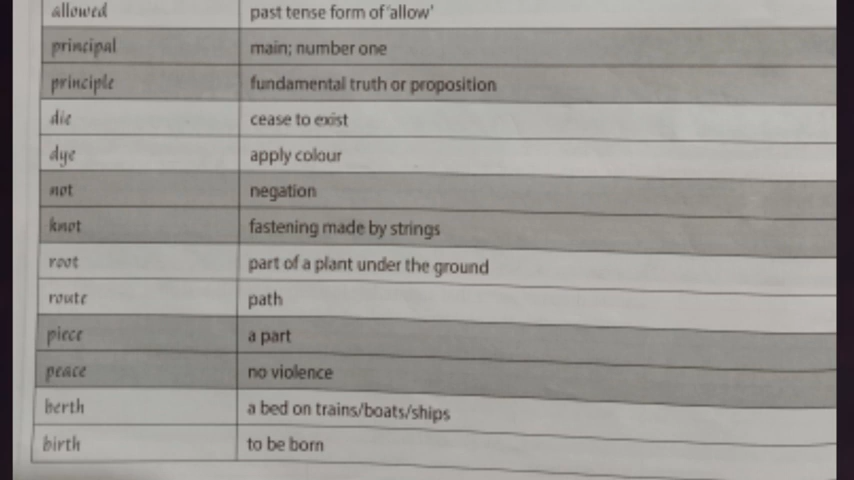 allowed past tense form of 'allow'
principal main; number one
principle fundamental truth or proposition
die cease to exist
dye apply colour
not negation
knot fastening made by strings
root part of a plant under the ground
route path
piece a part
peace no violence
berth a bed on trains/boats/ships
birth to be born